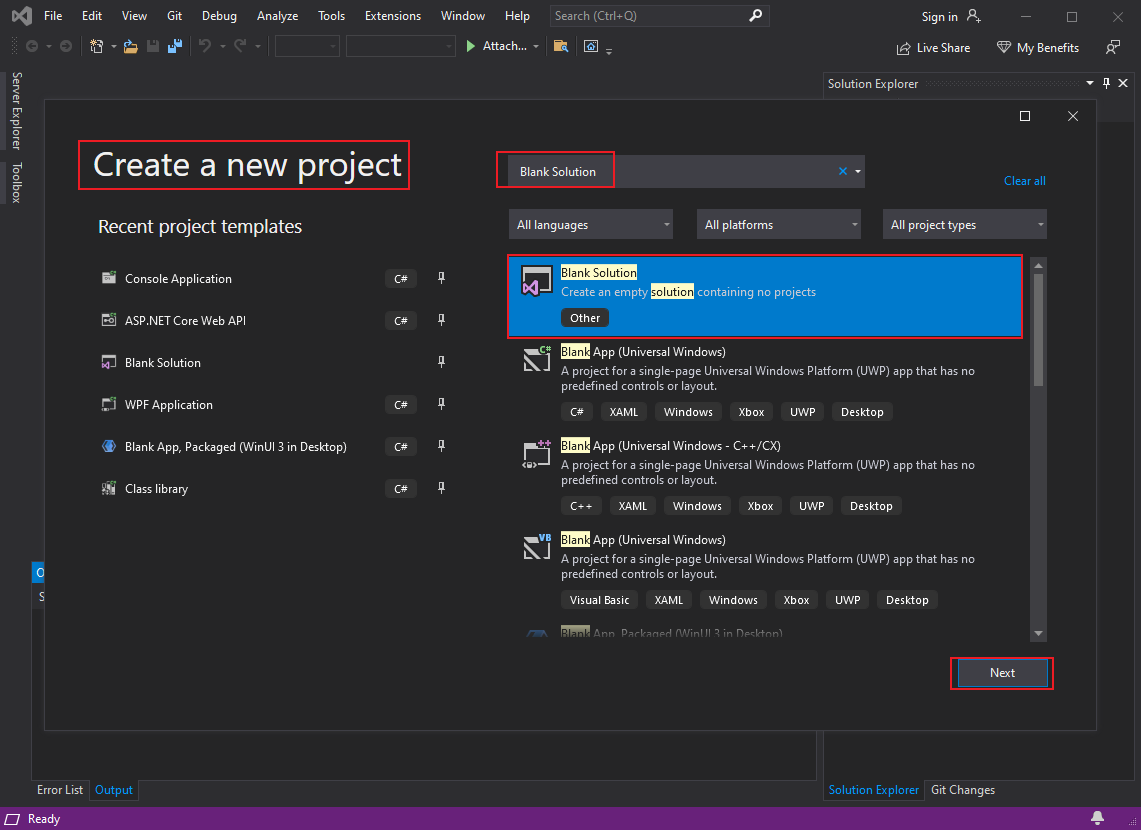 File Edit View Git Debug Analyze Tools Extensions Window Help Search (Ctrl+Q) Sign in
Attach... Live Share My Benefits
Server Explorer
Toolbox
Solution Explorer
Create a new project
Blank Solution
Clear all
Recent project templates
All languages All platforms All project types
Console Application C#
ASP.NET Core Web API C#
Blank Solution
WPF Application C#
Blank App, Packaged (WinUI 3 in Desktop) C#
Class library C#
Blank Solution
Create an empty solution containing no projects
Other
C#
Blank App (Universal Windows)
A project for a single-page Universal Windows Platform (UWP) app that has no
predefined controls or layout.
C# XAML Windows Xbox UWP Desktop
++
Blank App (Universal Windows - C++/CX)
A project for a single-page Universal Windows Platform (UWP) app that has no
predefined controls or layout.
C++ XAML Windows Xbox UWP Desktop
VB
Blank App (Universal Windows)
A project for a single-page Universal Windows Platform (UWP) app that has no
predefined controls or layout.
Visual Basic XAML Windows Xbox UWP Desktop
Blank App, Packaged (WinUI 3 in Desktop)
Next
O
S
Error List Output
Solution Explorer Git Changes
Ready